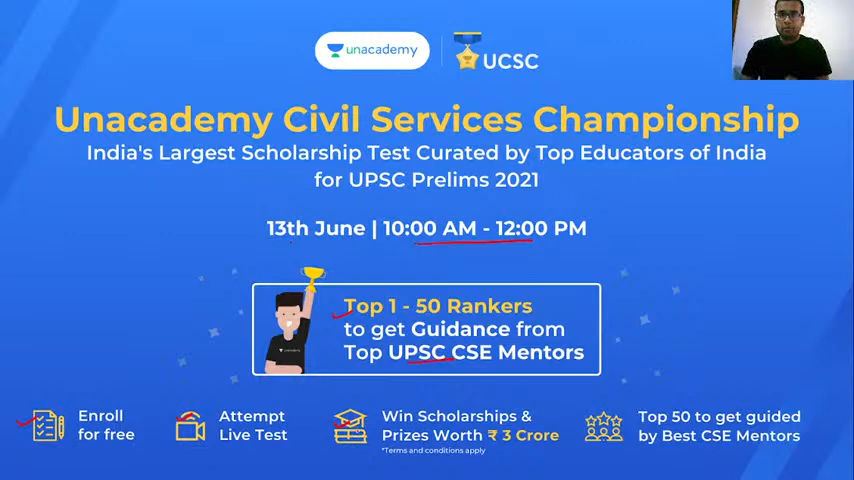 unacademy
UCSC
Unacademy Civil Services Championship
India's Largest Scholarship Test Curated by Top Educators of India
for UPSC Prelims 2021
13th June | 10:00 AM - 12:00 PM
Top 1 - 50 Rankers
to get Guidance from
Top UPSC CSE Mentors
Enroll
for free
Attempt
Live Test
Win Scholarships &
Prizes Worth ₹ 3 Crore
*Terms and conditions apply
Top 50 to get guided
by Best CSE Mentors